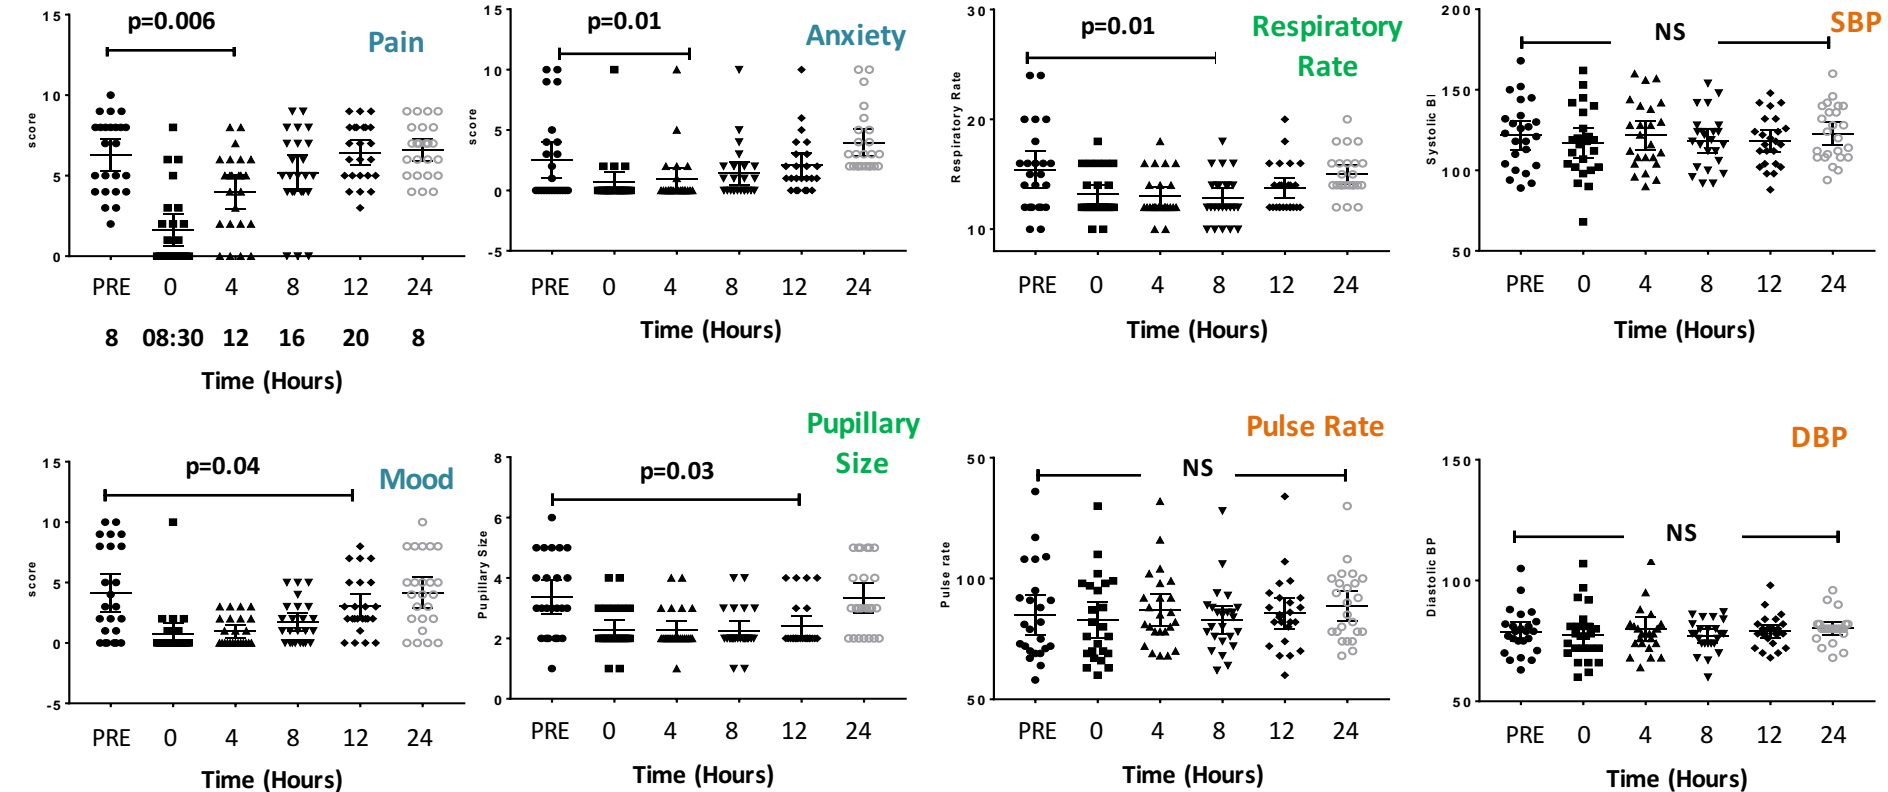 Pain
p=0.006
score
15
10
5
0
PRE 0 4 8 12 24
8 08:30 12 16 20 8
Time (Hours)
Anxiety
p=0.01
score
15
10
5
0
-5
PRE 0 4 8 12 24
Time (Hours)
Respiratory
Rate
p=0.01
Respiratory Rate
30
20
10
PRE 0 4 8 12 24
Time (Hours)
SBP
NS
Systolic BI
200
150
100
50
PRE 0 4 8 12 24
Time (Hours)
Mood
p=0.04
score
15
10
5
0
-5
PRE 0 4 8 12 24
Time (Hours)
Pupillary
Size
p=0.03
Pupillary Size
8
6
4
2
0
PRE 0 4 8 12 24
Time (Hours)
Pulse Rate
NS
Pulse rate
50
100
50
PRE 0 4 8 12 24
Time (Hours)
DBP
NS
Diastolic BP
150
100
50
PRE 0 4 8 12 24
Time (Hours)